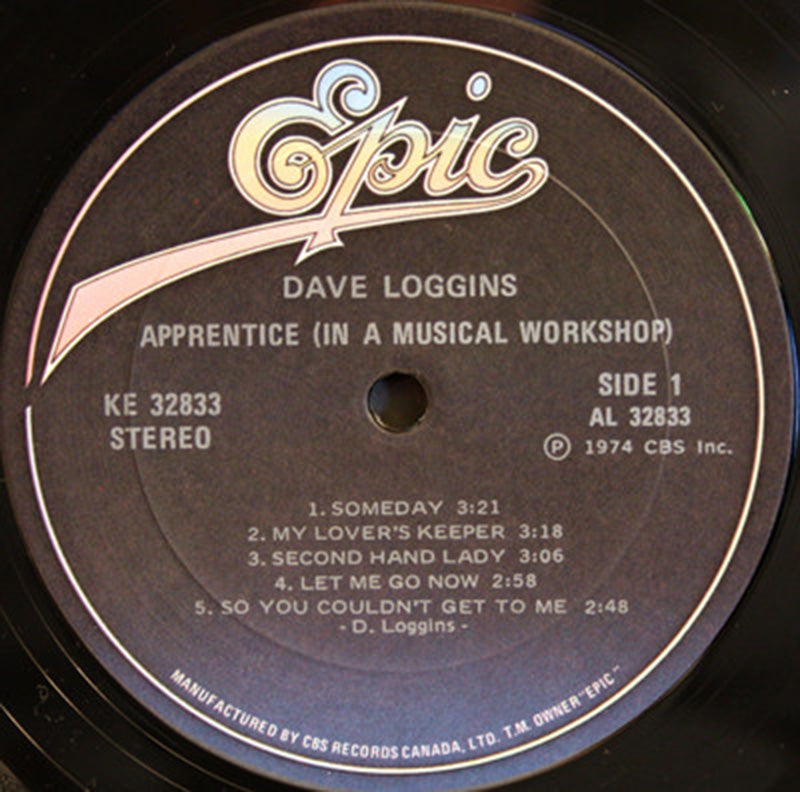 Epic
DAVE LOGGINS
APPRENTICE (IN A MUSICAL WORKSHOP)
KE 32833
STEREO
SIDE 1
AL 32833
Ⓟ 1974 CBS Inc.
1. SOMEDAY 3:21
2. MY LOVER'S KEEPER 3:18
3. SECOND HAND LADY 3:06
4. LET ME GO NOW 2:58
5. SO YOU COULDN'T GET TO ME 2:48
- D. Loggins -
MANUFACTURED BY CBS RECORDS CANADA, LTD. T.M. OWNER "EPIC"